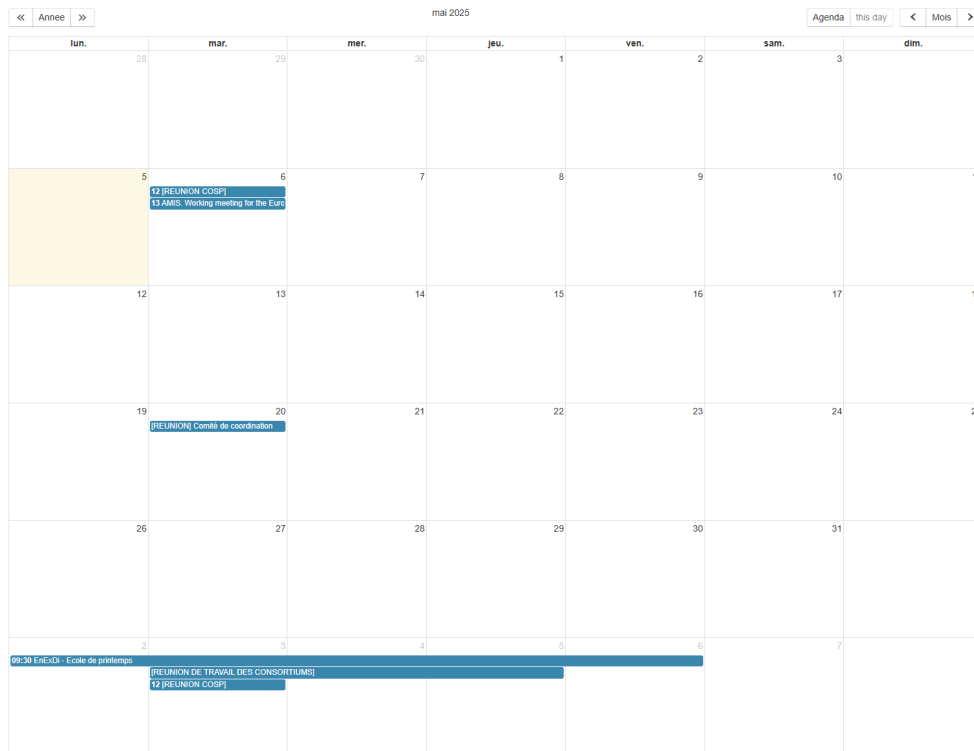 « Annee » mai 2025 Agenda this day < Mois >
lun. mar. mer. jeu. ven. sam. dim.
28 29 30 1 2 3
5 6 7 8 9 10
12 [REUNION COSP]
13 AMIS. Working meeting for the Euro
12 13 14 15 16 17
19 20 21 22 23 24
[REUNION] Comité de coordination
26 27 28 29 30 31
2 3 4 5 6 7
09:30 EnExDi - Ecole de printemps
[REUNION DE TRAVAIL DES CONSORTIUMS]
12 [REUNION COSP]